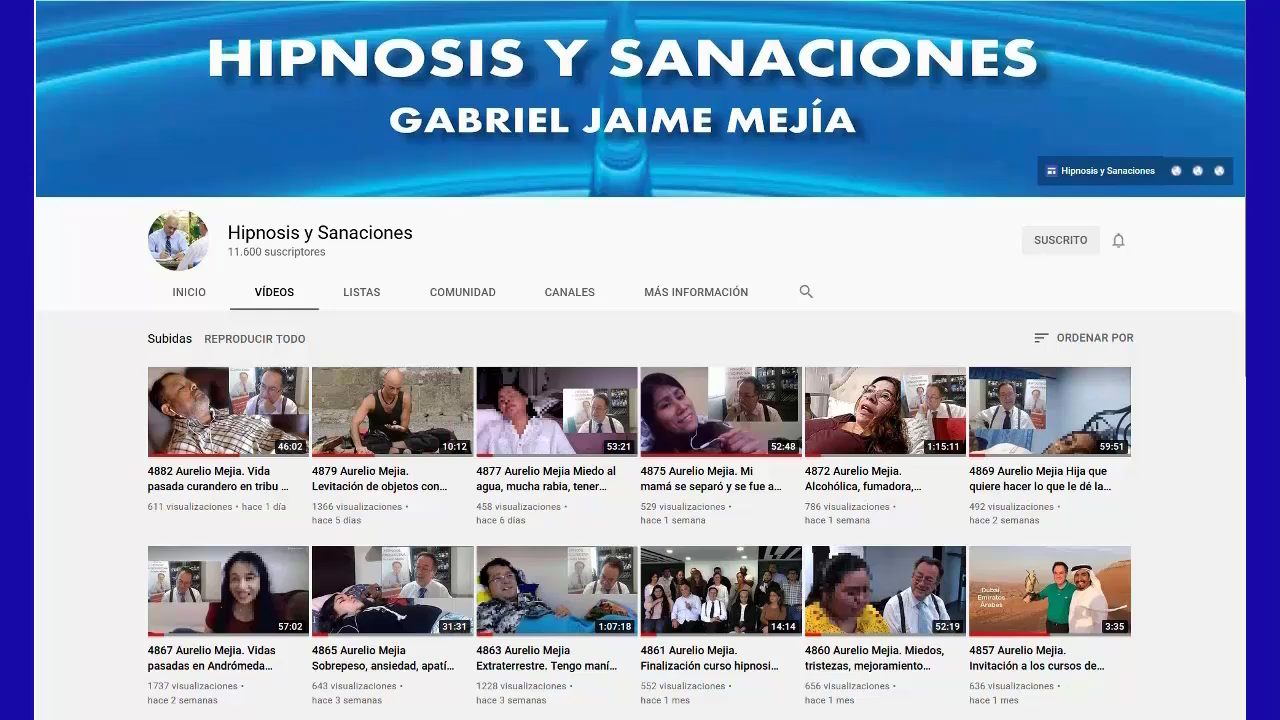 HIPNOSIS Y SANACIONES
GABRIEL JAIME MEJÍA
Hipnosis y Sanaciones
Hipnosis y Sanaciones
11.600 suscriptores
SUSCRITO
INICIO VÍDEOS LISTAS COMUNIDAD CANALES MÁS INFORMACIÓN
Subidas REPRODUCIR TODO ORDENAR POR
46:02
10:12
53:21
52:48
1:15:11
59:51
4882 Aurelio Mejia. Vida
pasada curandero en tribu ...
611 visualizaciones • hace 1 día
4879 Aurelio Mejia.
Levitación de objetos con...
1366 visualizaciones •
hace 5 días
4877 Aurelio Mejia Miedo al
agua, mucha rabia, tener...
458 visualizaciones •
hace 6 días
4875 Aurelio Mejia. Mi
mamá se separó y se fue a...
529 visualizaciones •
hace 1 semana
4872 Aurelio Mejia.
Alcohólica, fumadora,...
786 visualizaciones •
hace 1 semana
4869 Aurelio Mejia Hija que
quiere hacer lo que le dé la...
492 visualizaciones •
hace 2 semanas
57:02
31:31
1:07:18
14:14
52:19
Dubai,
Emiratos
Árabes
3:35
4867 Aurelio Mejia. Vidas
pasadas en Andrómeda...
1737 visualizaciones •
hace 2 semanas
4865 Aurelio Mejia
Sobrepeso, ansiedad, apatí...
643 visualizaciones •
hace 3 semanas
4863 Aurelio Mejia
Extraterrestre. Tengo maní...
1228 visualizaciones •
hace 3 semanas
4861 Aurelio Mejia.
Finalización curso hipnosi...
552 visualizaciones •
hace 1 mes
4860 Aurelio Mejia. Miedos,
tristezas, mejoramiento...
656 visualizaciones •
hace 1 mes
4857 Aurelio Mejia.
Invitación a los cursos de...
636 visualizaciones •
hace 1 mes